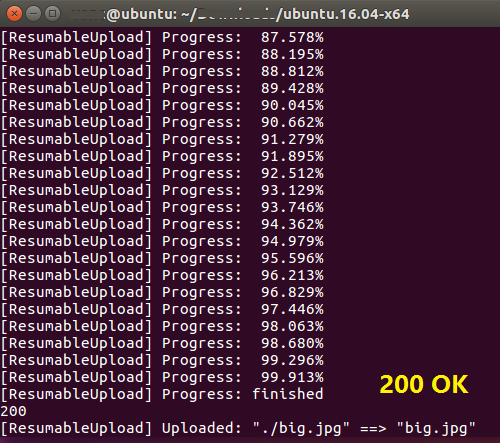 @ubuntu: ~/Download./ubuntu.16.04-x64
[ResumableUpload] Progress:  87.578%
[ResumableUpload] Progress:  88.195%
[ResumableUpload] Progress:  88.812%
[ResumableUpload] Progress:  89.428%
[ResumableUpload] Progress:  90.045%
[ResumableUpload] Progress:  90.662%
[ResumableUpload] Progress:  91.279%
[ResumableUpload] Progress:  91.895%
[ResumableUpload] Progress:  92.512%
[ResumableUpload] Progress:  93.129%
[ResumableUpload] Progress:  93.746%
[ResumableUpload] Progress:  94.362%
[ResumableUpload] Progress:  94.979%
[ResumableUpload] Progress:  95.596%
[ResumableUpload] Progress:  96.213%
[ResumableUpload] Progress:  96.829%
[ResumableUpload] Progress:  97.446%
[ResumableUpload] Progress:  98.063%
[ResumableUpload] Progress:  98.680%
[ResumableUpload] Progress:  99.296%
[ResumableUpload] Progress:  99.913%
[ResumableUpload] Progress: finished
200 OK
200
[ResumableUpload] Uploaded: "./big.jpg" ==> "big.jpg"